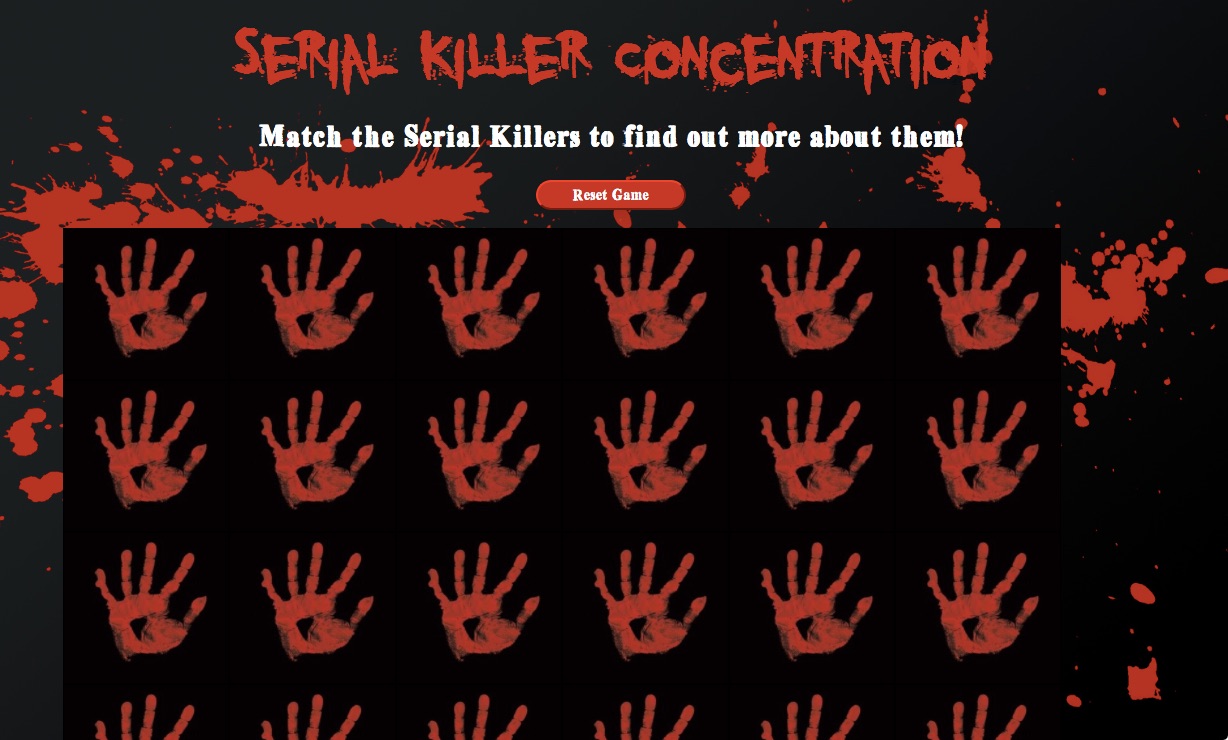 SERIAL KILLER CONCENTRATION
Match the Serial Killers to find out more about them!
Reset Game